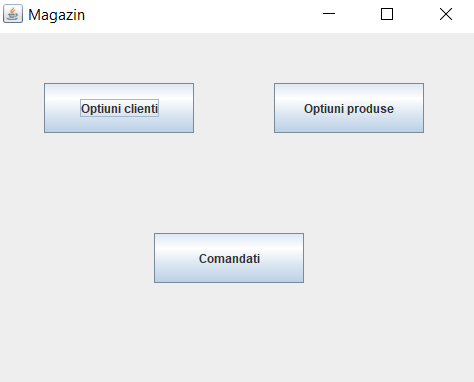 Magazin
Optiuni clienti
Optiuni produse
Comandati